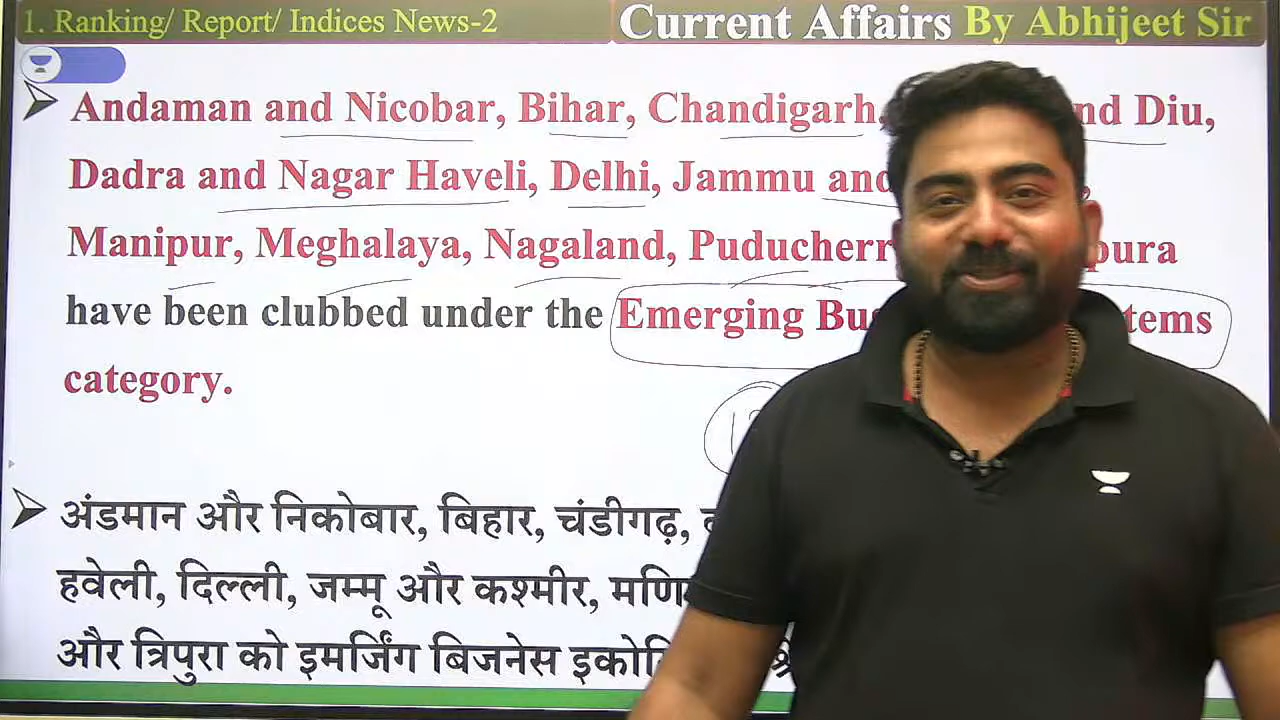 1. Ranking/ Report/ Indices News-2
Current Affairs By Abhijeet Sir
Andaman and Nicobar, Bihar, Chandigarh, nd Diu,
Dadra and Nagar Haveli, Delhi, Jammu and
Manipur, Meghalaya, Nagaland, Puducherr pura
have been clubbed under the Emerging Bus tems
category.
अंडमान और निकोबार, बिहार, चंडीगढ़,
हवेली, दिल्ली, जम्मू और कश्मीर, मणि
और त्रिपुरा को इमर्जिंग बिजनेस इको